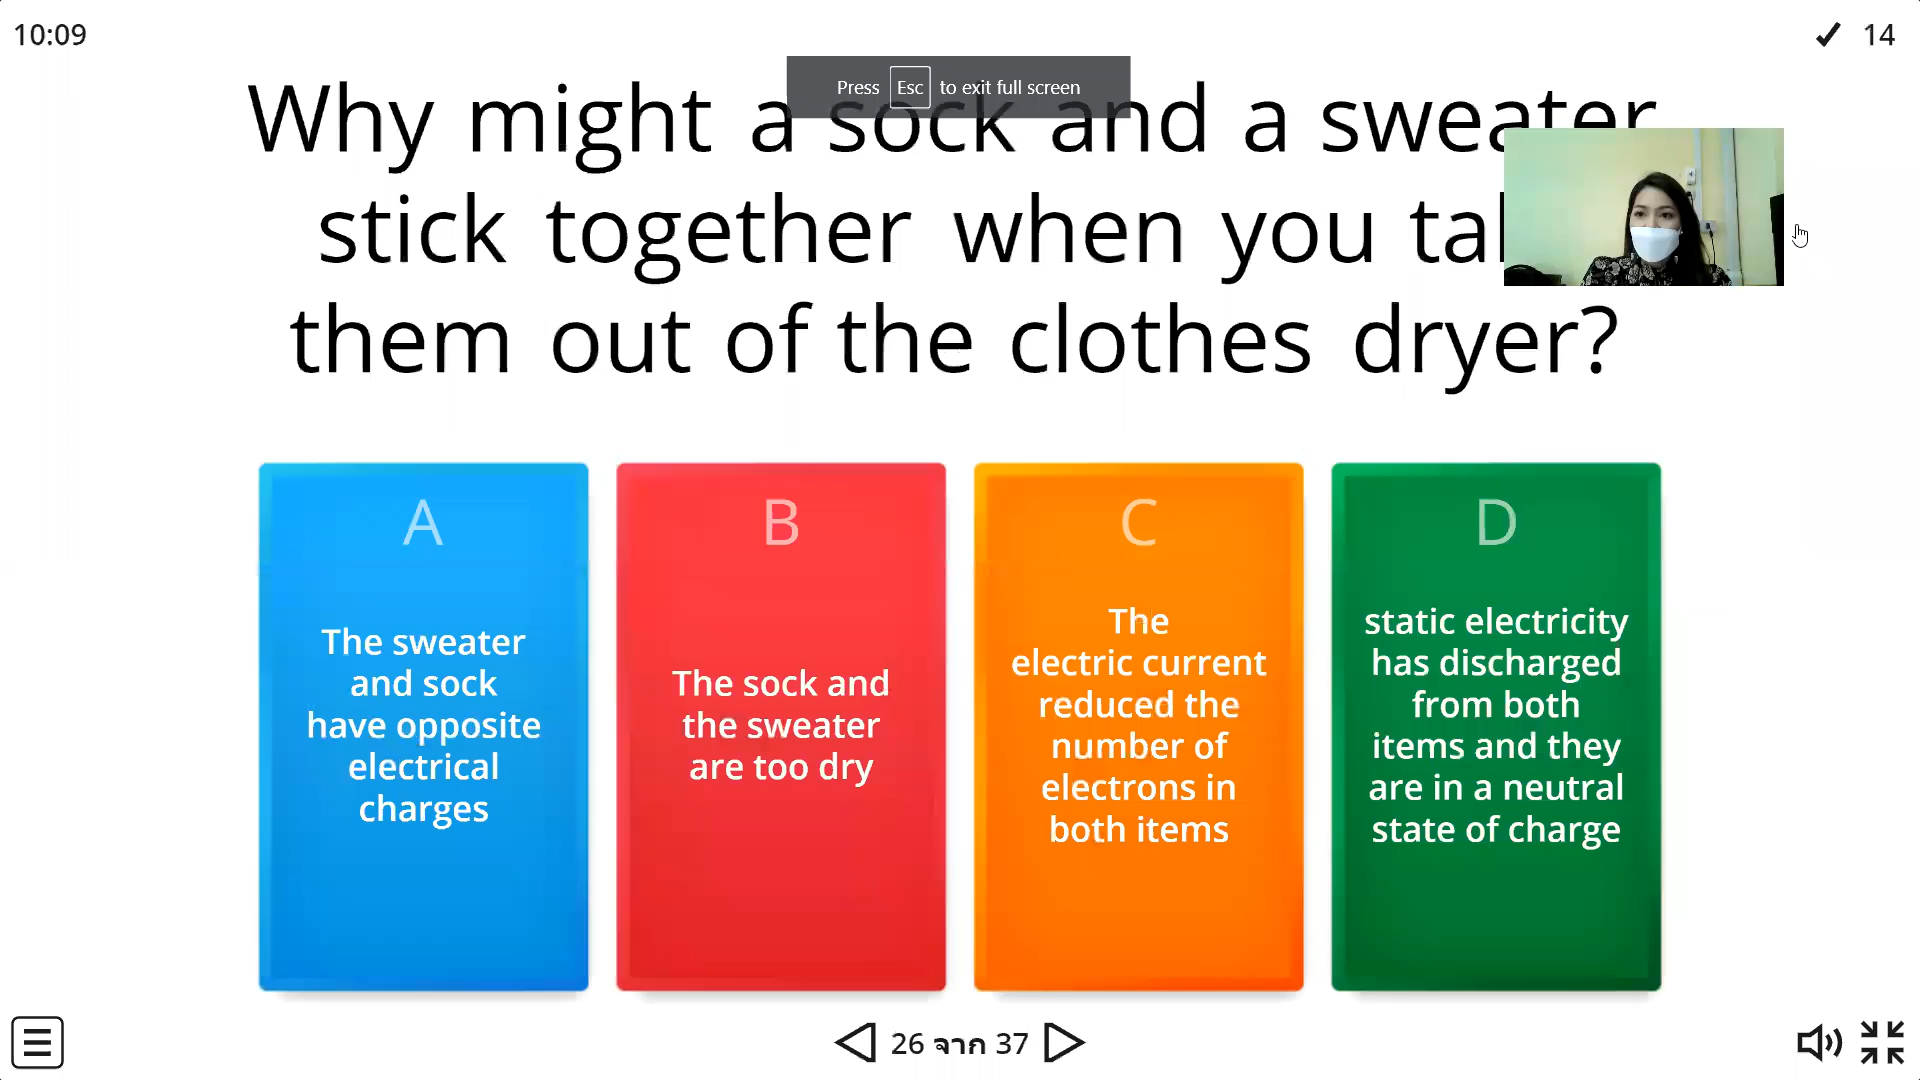 10:09
14
Press Esc to exit full screen
Why might a sock and a sweater
stick together when you
them out of the clothes dryer?
A
The sweater
and sock
have opposite
electrical
charges
B
The sock and
the sweater
are too dry
C
The
electric current
reduced the
number of
electrons in
both items
D
static electricity
has discharged
from both
items and they
are in a neutral
state of charge
26 จาก 37